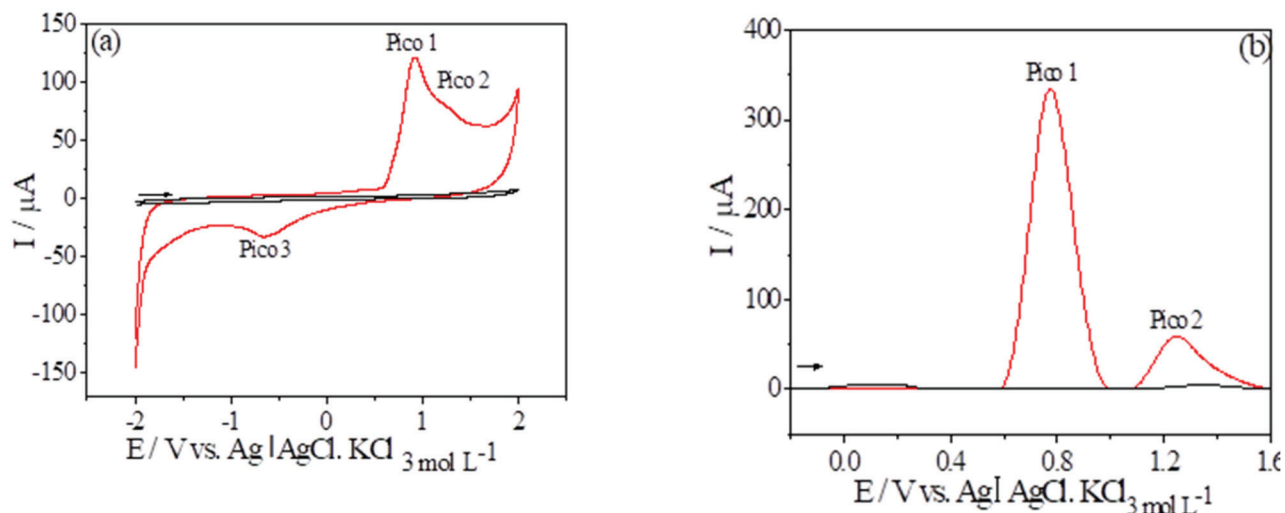 (a)
Pico 1
Pico 2
Pico 3
150
100
50
0
-50
-100
-150
I / µA
-2 -1 0 1 2
E / V vs. Ag | AgCl. KCl 3 mol L-1
(b)
Pico 1
Pico 2
400
300
200
100
0
I / µA
0.0 0.4 0.8 1.2 1.6
E / V vs. Ag | AgCl. KCl 3 mol L-1